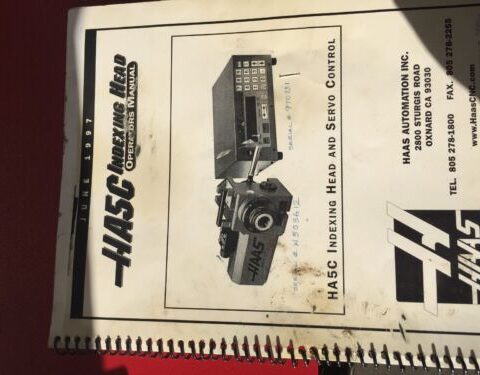 JUNE 1997
HA5C INDEXING HEAD
OPERATORS MANUAL
HAAS
HA5C INDEXING HEAD AND SERVO CONTROL
HAAS
HAAS AUTOMATION INC.
2800 STURGIS ROAD
OXNARD CA 93030
TEL. 805 278-1800 FAX. 805 278-2255
www.HaasCNC.com